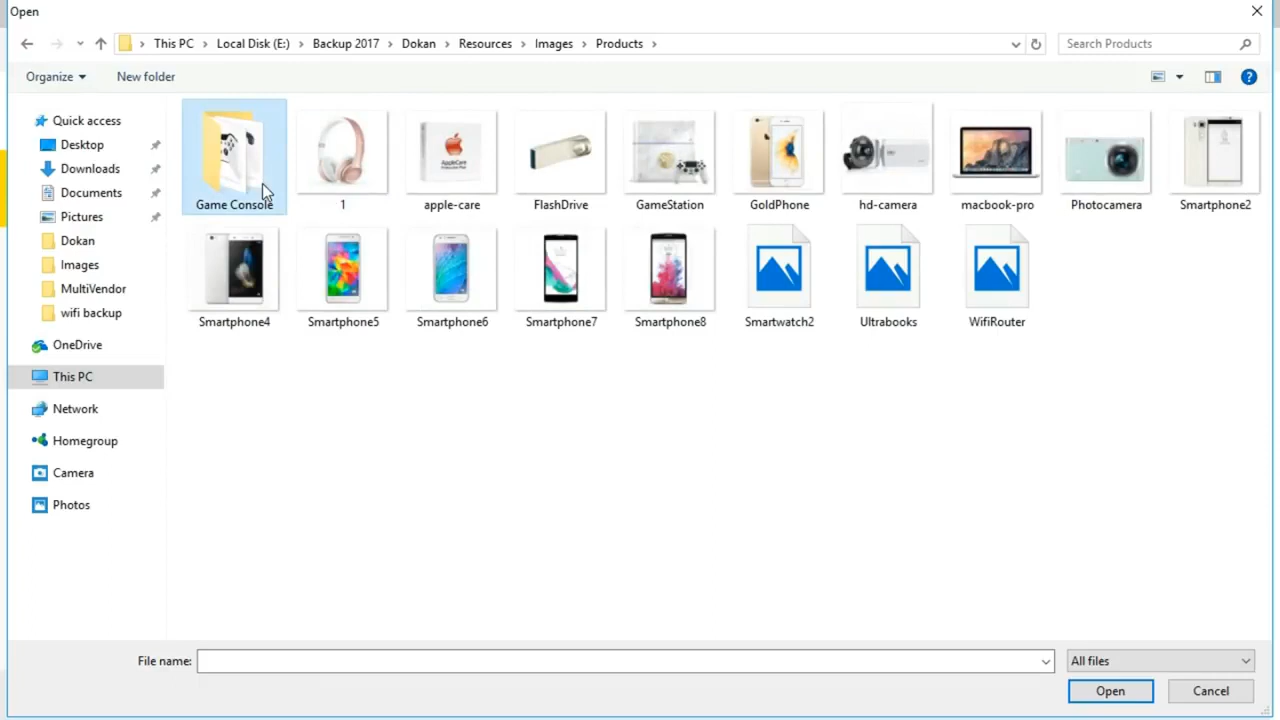 Open
This PC Local Disk (E:) Backup 2017 Dokan Resources Images Products Search Products
Organize New folder
Quick access
Desktop
Downloads
Documents
Pictures
Dokan
Images
MultiVendor
wifi backup
OneDrive
This PC
Network
Homegroup
Camera
Photos
Game Console 1 apple-care FlashDrive GameStation GoldPhone hd-camera macbook-pro Photocamera Smartphone2
Smartphone4 Smartphone5 Smartphone6 Smartphone7 Smartphone8 Smartwatch2 Ultrabooks WifiRouter
AppleCare
File name: All files
Open Cancel